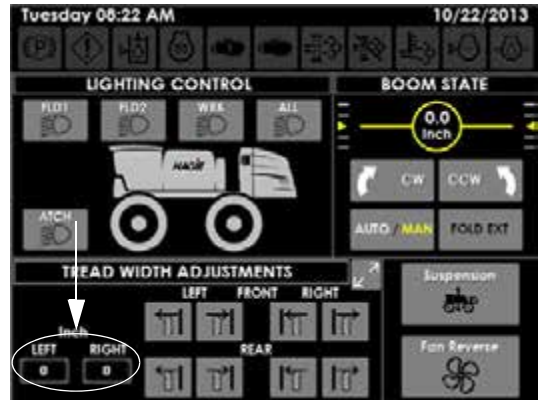 Tuesday 08:22 AM 10/22/2013
LIGHTING CONTROL
FLD1 FLD2 WRK ALL
HAGIE
ATCH
BOOM STATE
0.0
Inch
CW CCW
AUTO / MAN FOLD EXT
TREAD WIDTH ADJUSTMENTS
LEFT FRONT RIGHT
Inch
LEFT RIGHT
0 0
REAR
Suspension
Fan Reverse